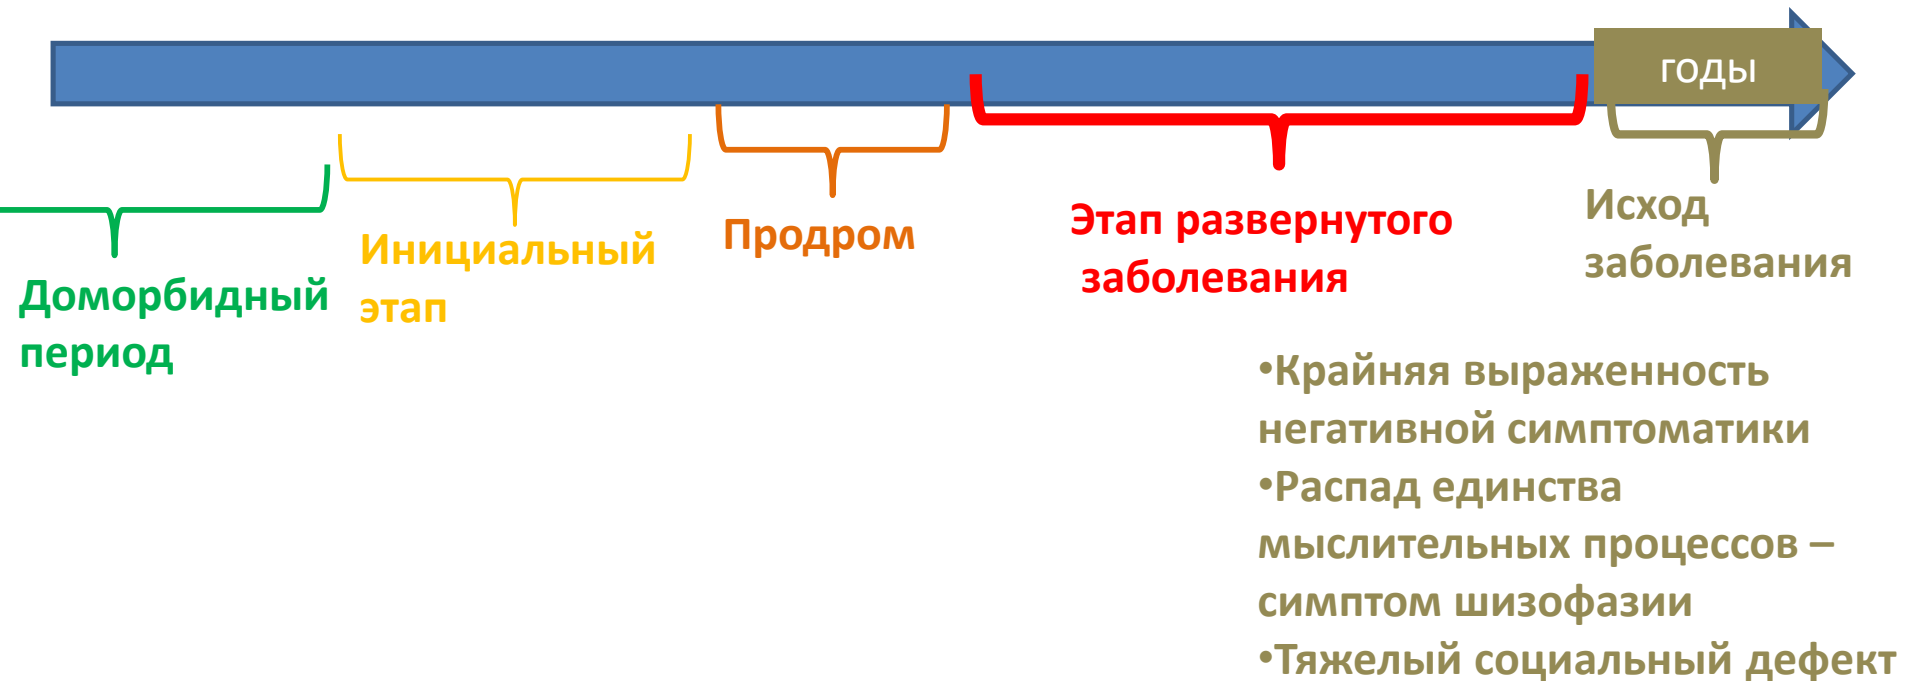 годы
Доморбидный
период
Инициальный
этап
Продром
Этап развернутого
заболевания
Исход
заболевания
•Крайняя выраженность
негативной симптоматики
•Распад единства
мыслительных процессов –
симптом шизофазии
•Тяжелый социальный дефект